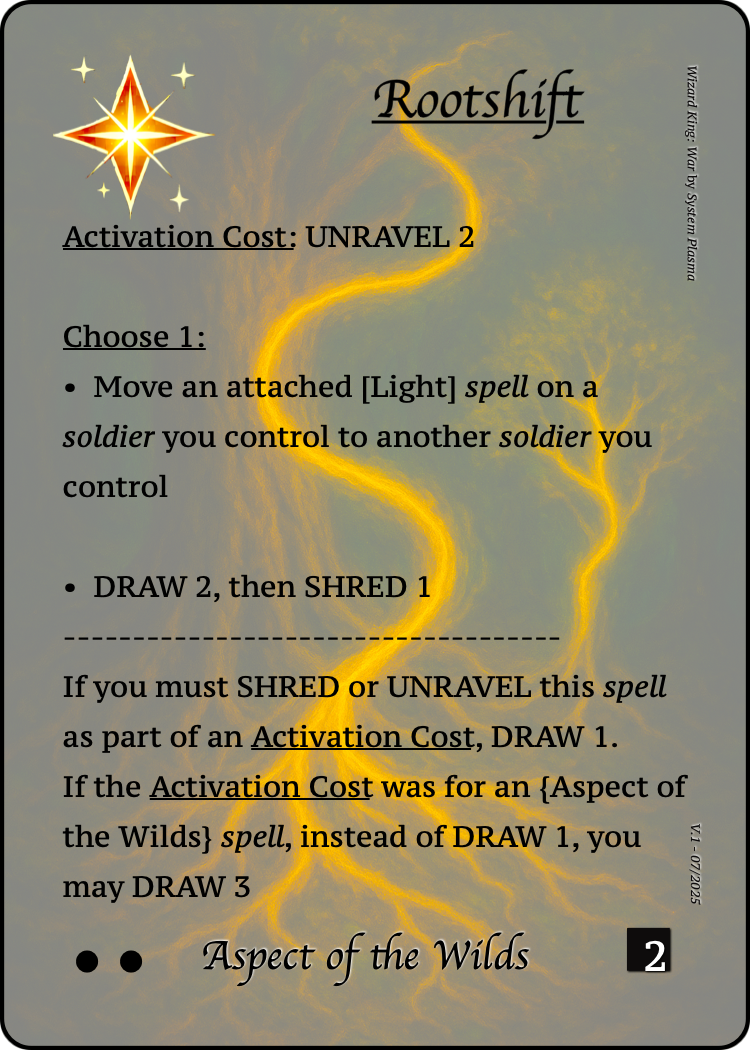 Rootshift
Wizard King: War by System Plasma
Activation Cost: UNRAVEL 2
Choose 1:
• Move an attached [Light] spell on a
soldier you control to another soldier you
control
• DRAW 2, then SHRED 1
------------------------------------
If you must SHRED or UNRAVEL this spell
as part of an Activation Cost, DRAW 1.
If the Activation Cost was for an {Aspect of
the Wilds} spell, instead of DRAW 1, you
may DRAW 3
V.1 - 07/2025
Aspect of the Wilds
2